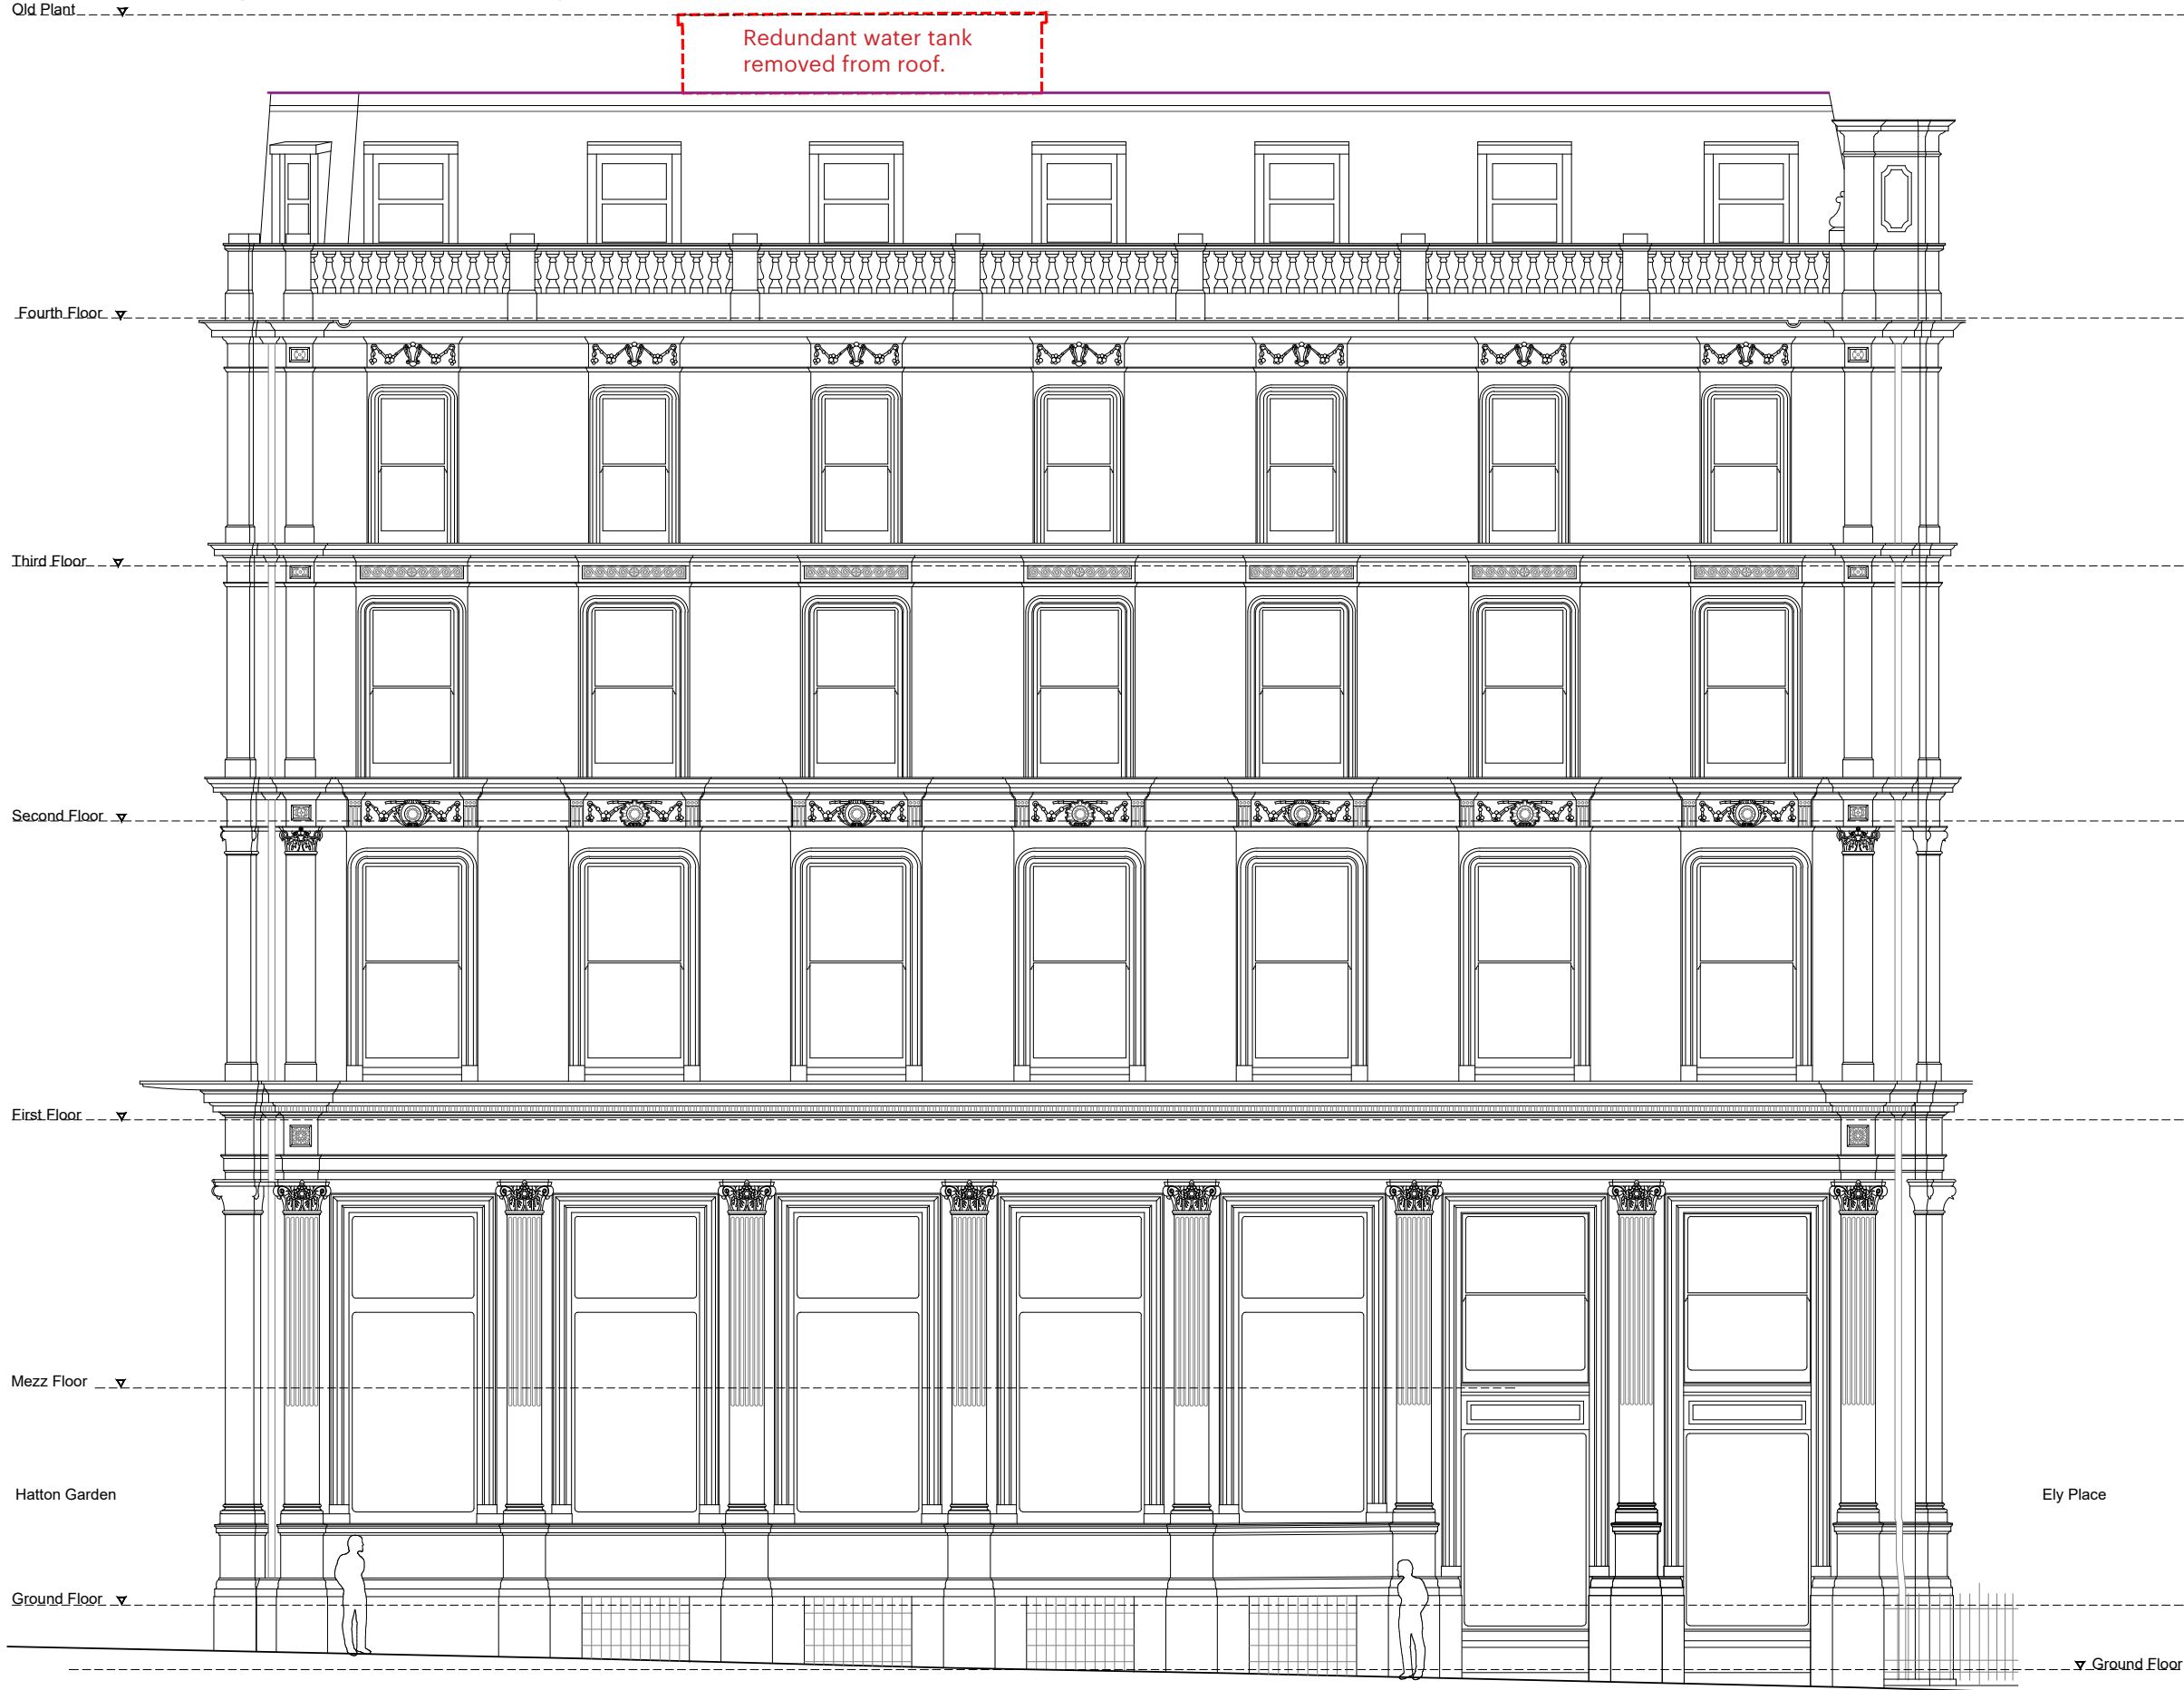 Old Plant
Redundant water tank
removed from roof.
Fourth Floor
Third Floor
Second Floor
First Floor
Mezz Floor
Hatton Garden
Ely Place
Ground Floor
Ground Floor